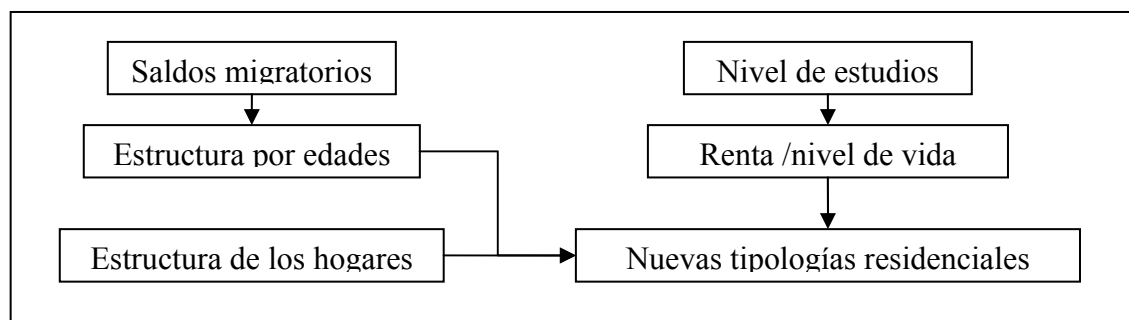 Saldos migratorios
Nivel de estudios
Estructura por edades
Renta /nivel de vida
Estructura de los hogares
Nuevas tipologías residenciales